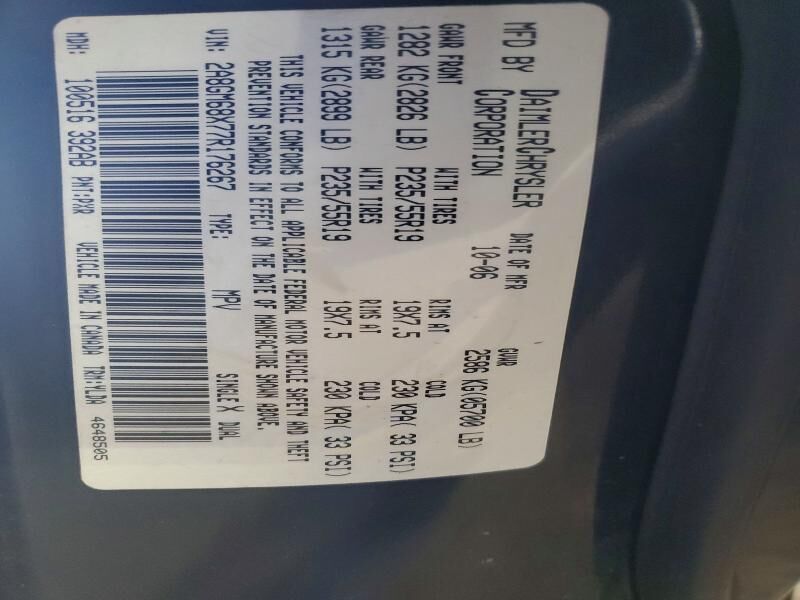 MFD BY DAIMLERCHRYSLER CORPORATION
DATE OF MFR 10-06
GVWR 2586 KG(05700 LB)
GAWR FRONT WITH TIRES RIMS AT COLD
1282 KG(2826 LB) P235/55R19 19X7.5 230 KPA( 33 PSI)
GAWR REAR WITH TIRES RIMS AT COLD
1315 KG(2899 LB) P235/55R19 19X7.5 230 KPA( 33 PSI)
THIS VEHICLE CONFORMS TO ALL APPLICABLE FEDERAL MOTOR VEHICLE SAFETY AND THEFT
PREVENTION STANDARDS IN EFFECT ON THE DATE OF MANUFACTURE SHOWN ABOVE.
VIN: 2A8GM68X77R176267 TYPE: MPV SINGLE X DUAL
MDH: 100516 392AB PNT:PXR VEHICLE MADE IN CANADA TRM:YLDA 4648505